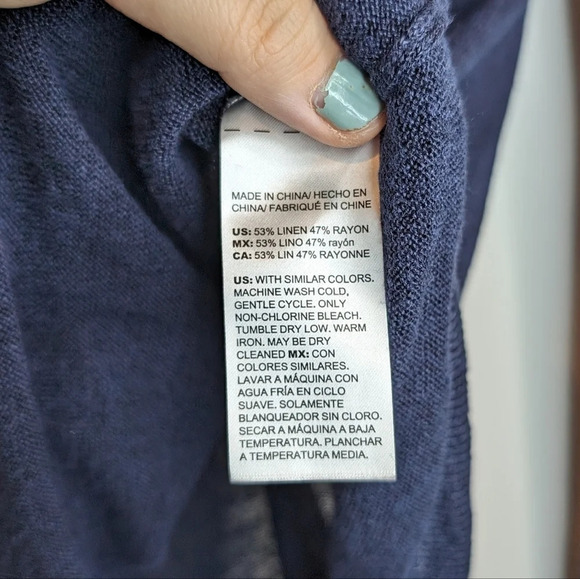 MADE IN CHINA/ HECHO EN
CHINA/ FABRIQUÉ EN CHINE
US: 53% LINEN 47% RAYON
MX: 53% LINO 47% rayón
CA: 53% LIN 47% RAYONNE
US: WITH SIMILAR COLORS.
MACHINE WASH COLD,
GENTLE CYCLE. ONLY
NON-CHLORINE BLEACH.
TUMBLE DRY LOW. WARM
IRON. MAY BE DRY
CLEANED MX: CON
COLORES SIMILARES.
LAVAR A MÁQUINA CON
AGUA FRÍA EN CICLO
SUAVE. SOLAMENTE
BLANQUEADOR SIN CLORO.
SECAR A MÁQUINA A BAJA
TEMPERATURA. PLANCHAR
A TEMPERATURA MEDIA.